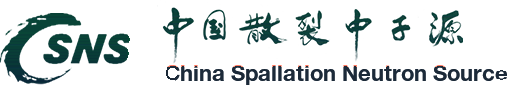 CSNS
中国散裂中子源
China Spallation Neutron Source